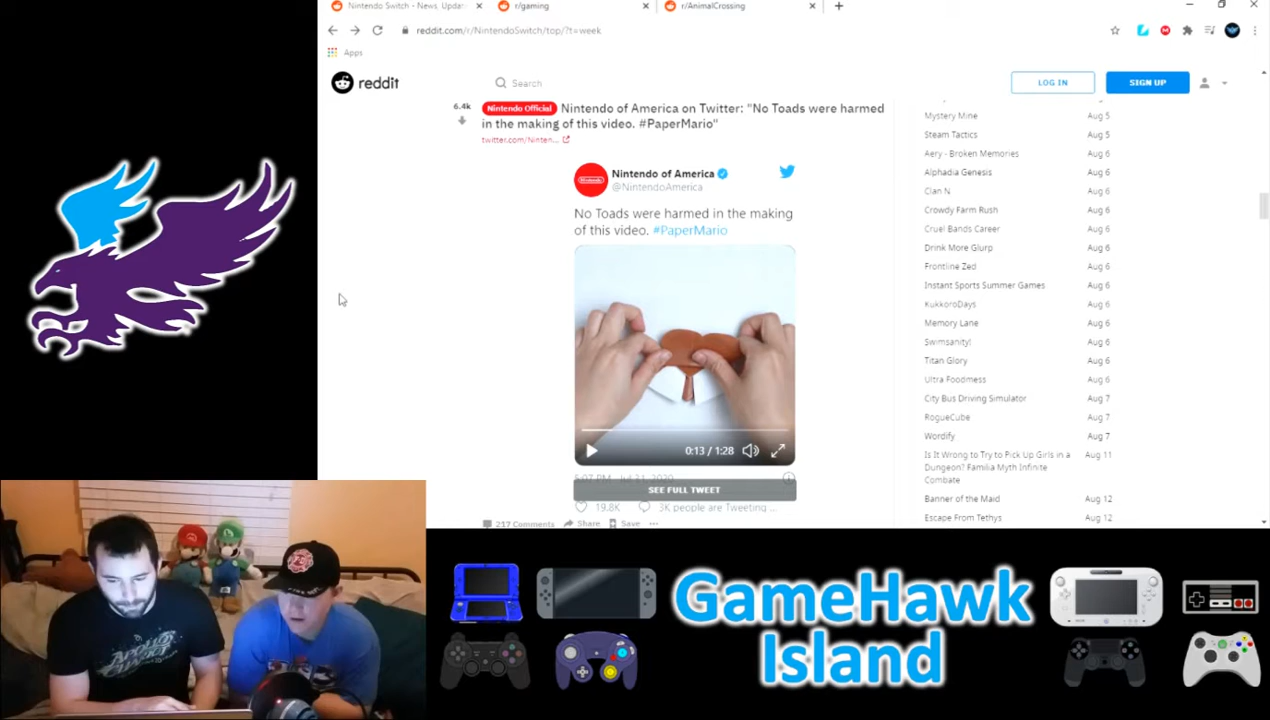 Nintendo Switch - News, Updat
r/gaming
r/AnimalCrossing
reddit.com/r/NintendoSwitch/top/?t=week
Apps
reddit
Search
LOG IN
SIGN UP
6.4k
Nintendo Official Nintendo of America on Twitter: "No Toads were harmed
in the making of this video. #PaperMario"
twitter.com/Ninten...
Nintendo of America
@NintendoAmerica
No Toads were harmed in the making
of this video. #PaperMario
0:13 / 1:28
5:07 PM · Jul 31, 2020
SEE FULL TWEET
19.8K
3K people are Tweeting ...
217 Comments
Share
Save
Mystery Mine Aug 5
Steam Tactics Aug 5
Aery - Broken Memories Aug 6
Alphadia Genesis Aug 6
Clan N Aug 6
Crowdy Farm Rush Aug 6
Cruel Bands Career Aug 6
Drink More Glurp Aug 6
Frontline Zed Aug 6
Instant Sports Summer Games Aug 6
KukkoroDays Aug 6
Memory Lane Aug 6
Swimsanity! Aug 6
Titan Glory Aug 6
Ultra Foodmess Aug 6
City Bus Driving Simulator Aug 7
RogueCube Aug 7
Wordify Aug 7
Is It Wrong to Try to Pick Up Girls in a Aug 11
Dungeon? Familia Myth Infinite
Combate
Banner of the Maid Aug 12
Escape From Tethys Aug 12
GameHawk
Island